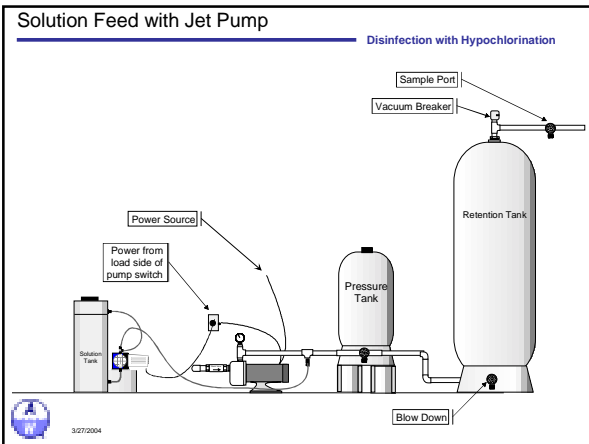 Solution Feed with Jet Pump
Disinfection with Hypochlorination
Sample Port
Vacuum Breaker
Retention Tank
Power Source
Power from
load side of
pump switch
Pressure
Tank
Solution
Tank
Blow Down
3/27/2004